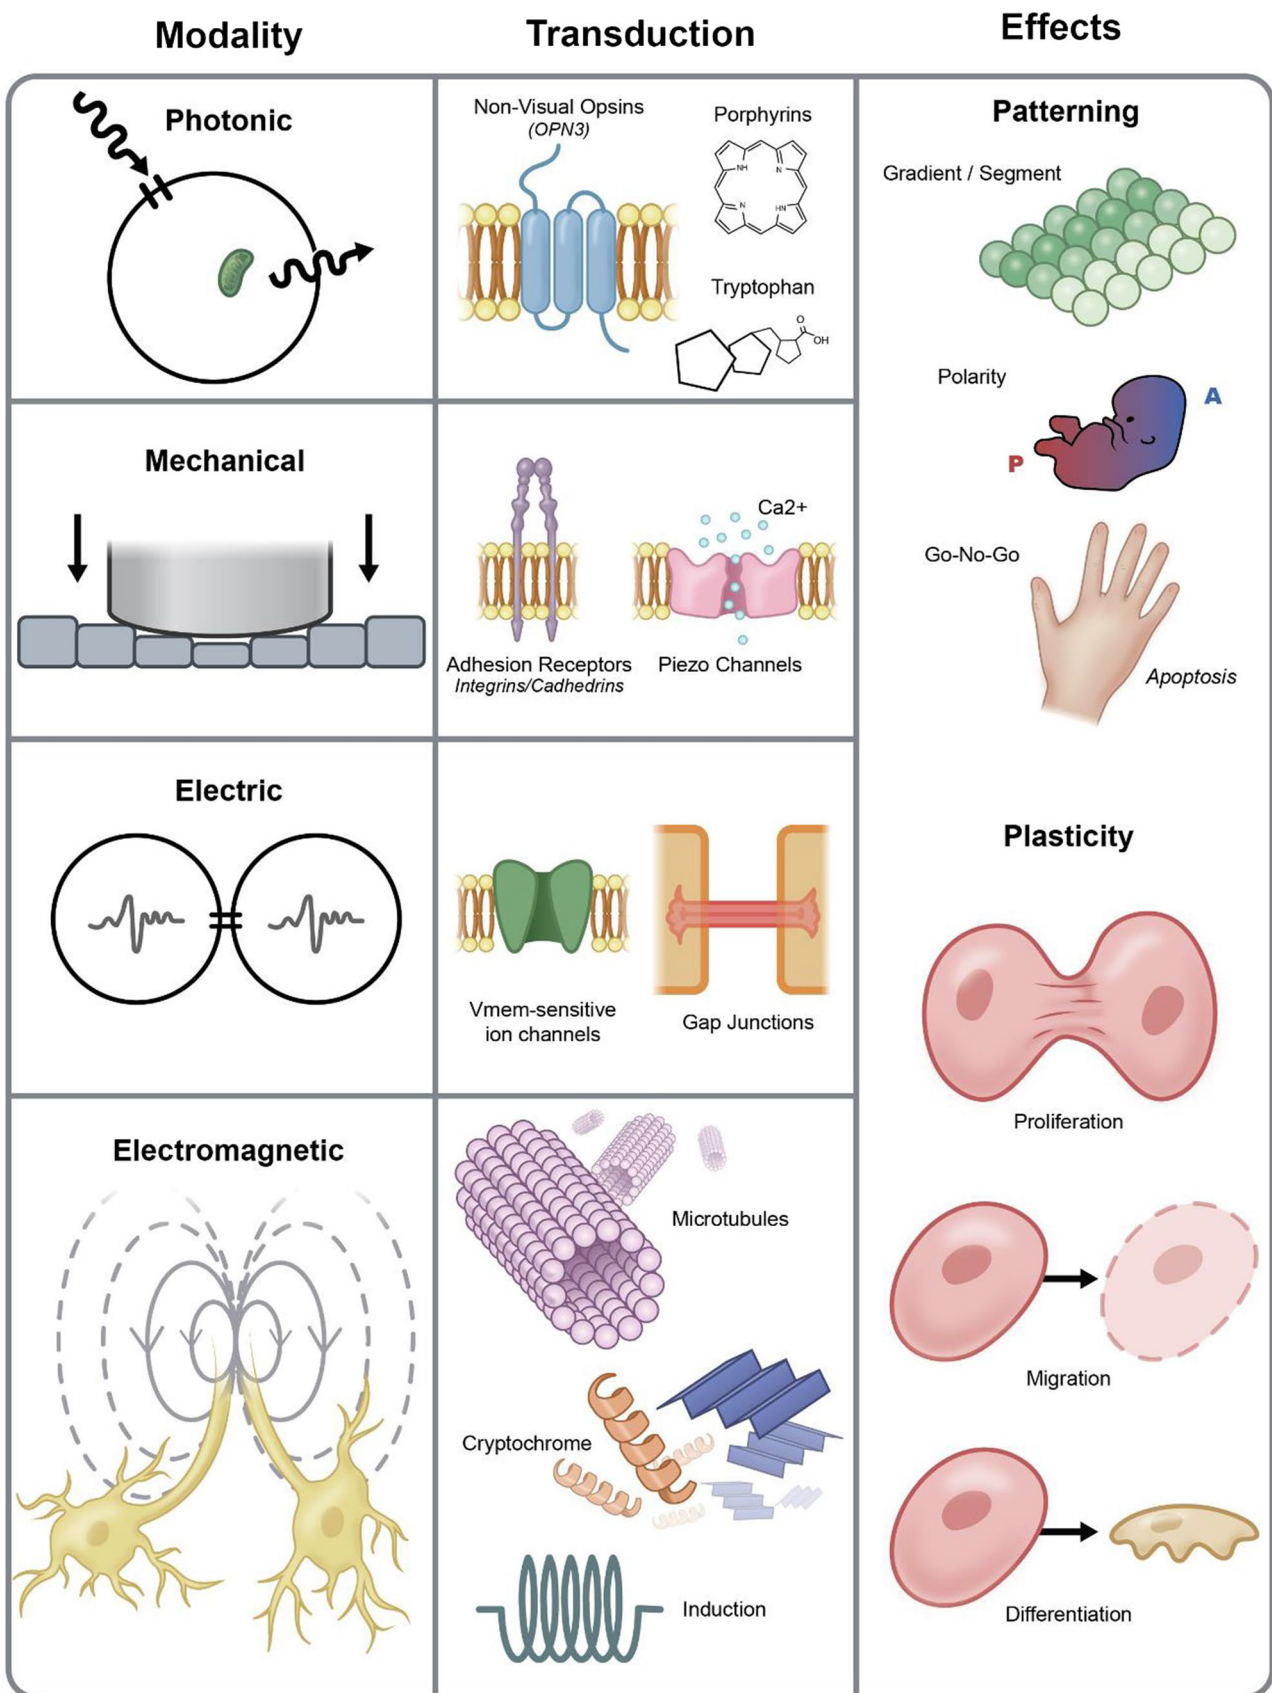 Modality
Transduction
Effects
Photonic
Non-Visual Opsins
(OPN3)
Porphyrins
NH
N
N
HN
Tryptophan
O
OH
Mechanical
Ca2+
Adhesion Receptors
Integrins/Cadhedrins
Piezo Channels
Electric
Vmem-sensitive
ion channels
Gap Junctions
Electromagnetic
Microtubules
Cryptochrome
Induction
Patterning
Gradient / Segment
Polarity
A
P
Go-No-Go
Apoptosis
Plasticity
Proliferation
Migration
Differentiation